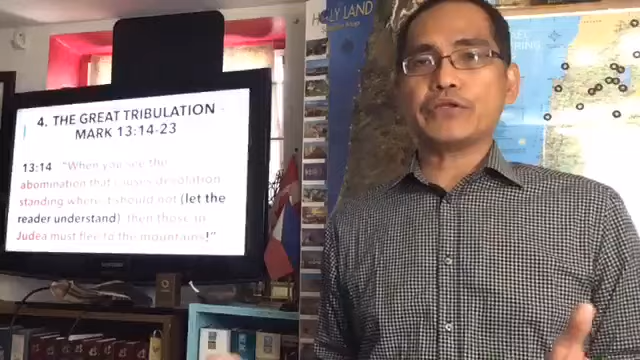 HOLY LAND
4. THE GREAT TRIBULATION -
MARK 13:14-23
13:14 "When you see the
abomination that causes desolation
standing where it should not (let the
reader understand) then those in
Judea must flee to the mountains!"
SAMSUNG